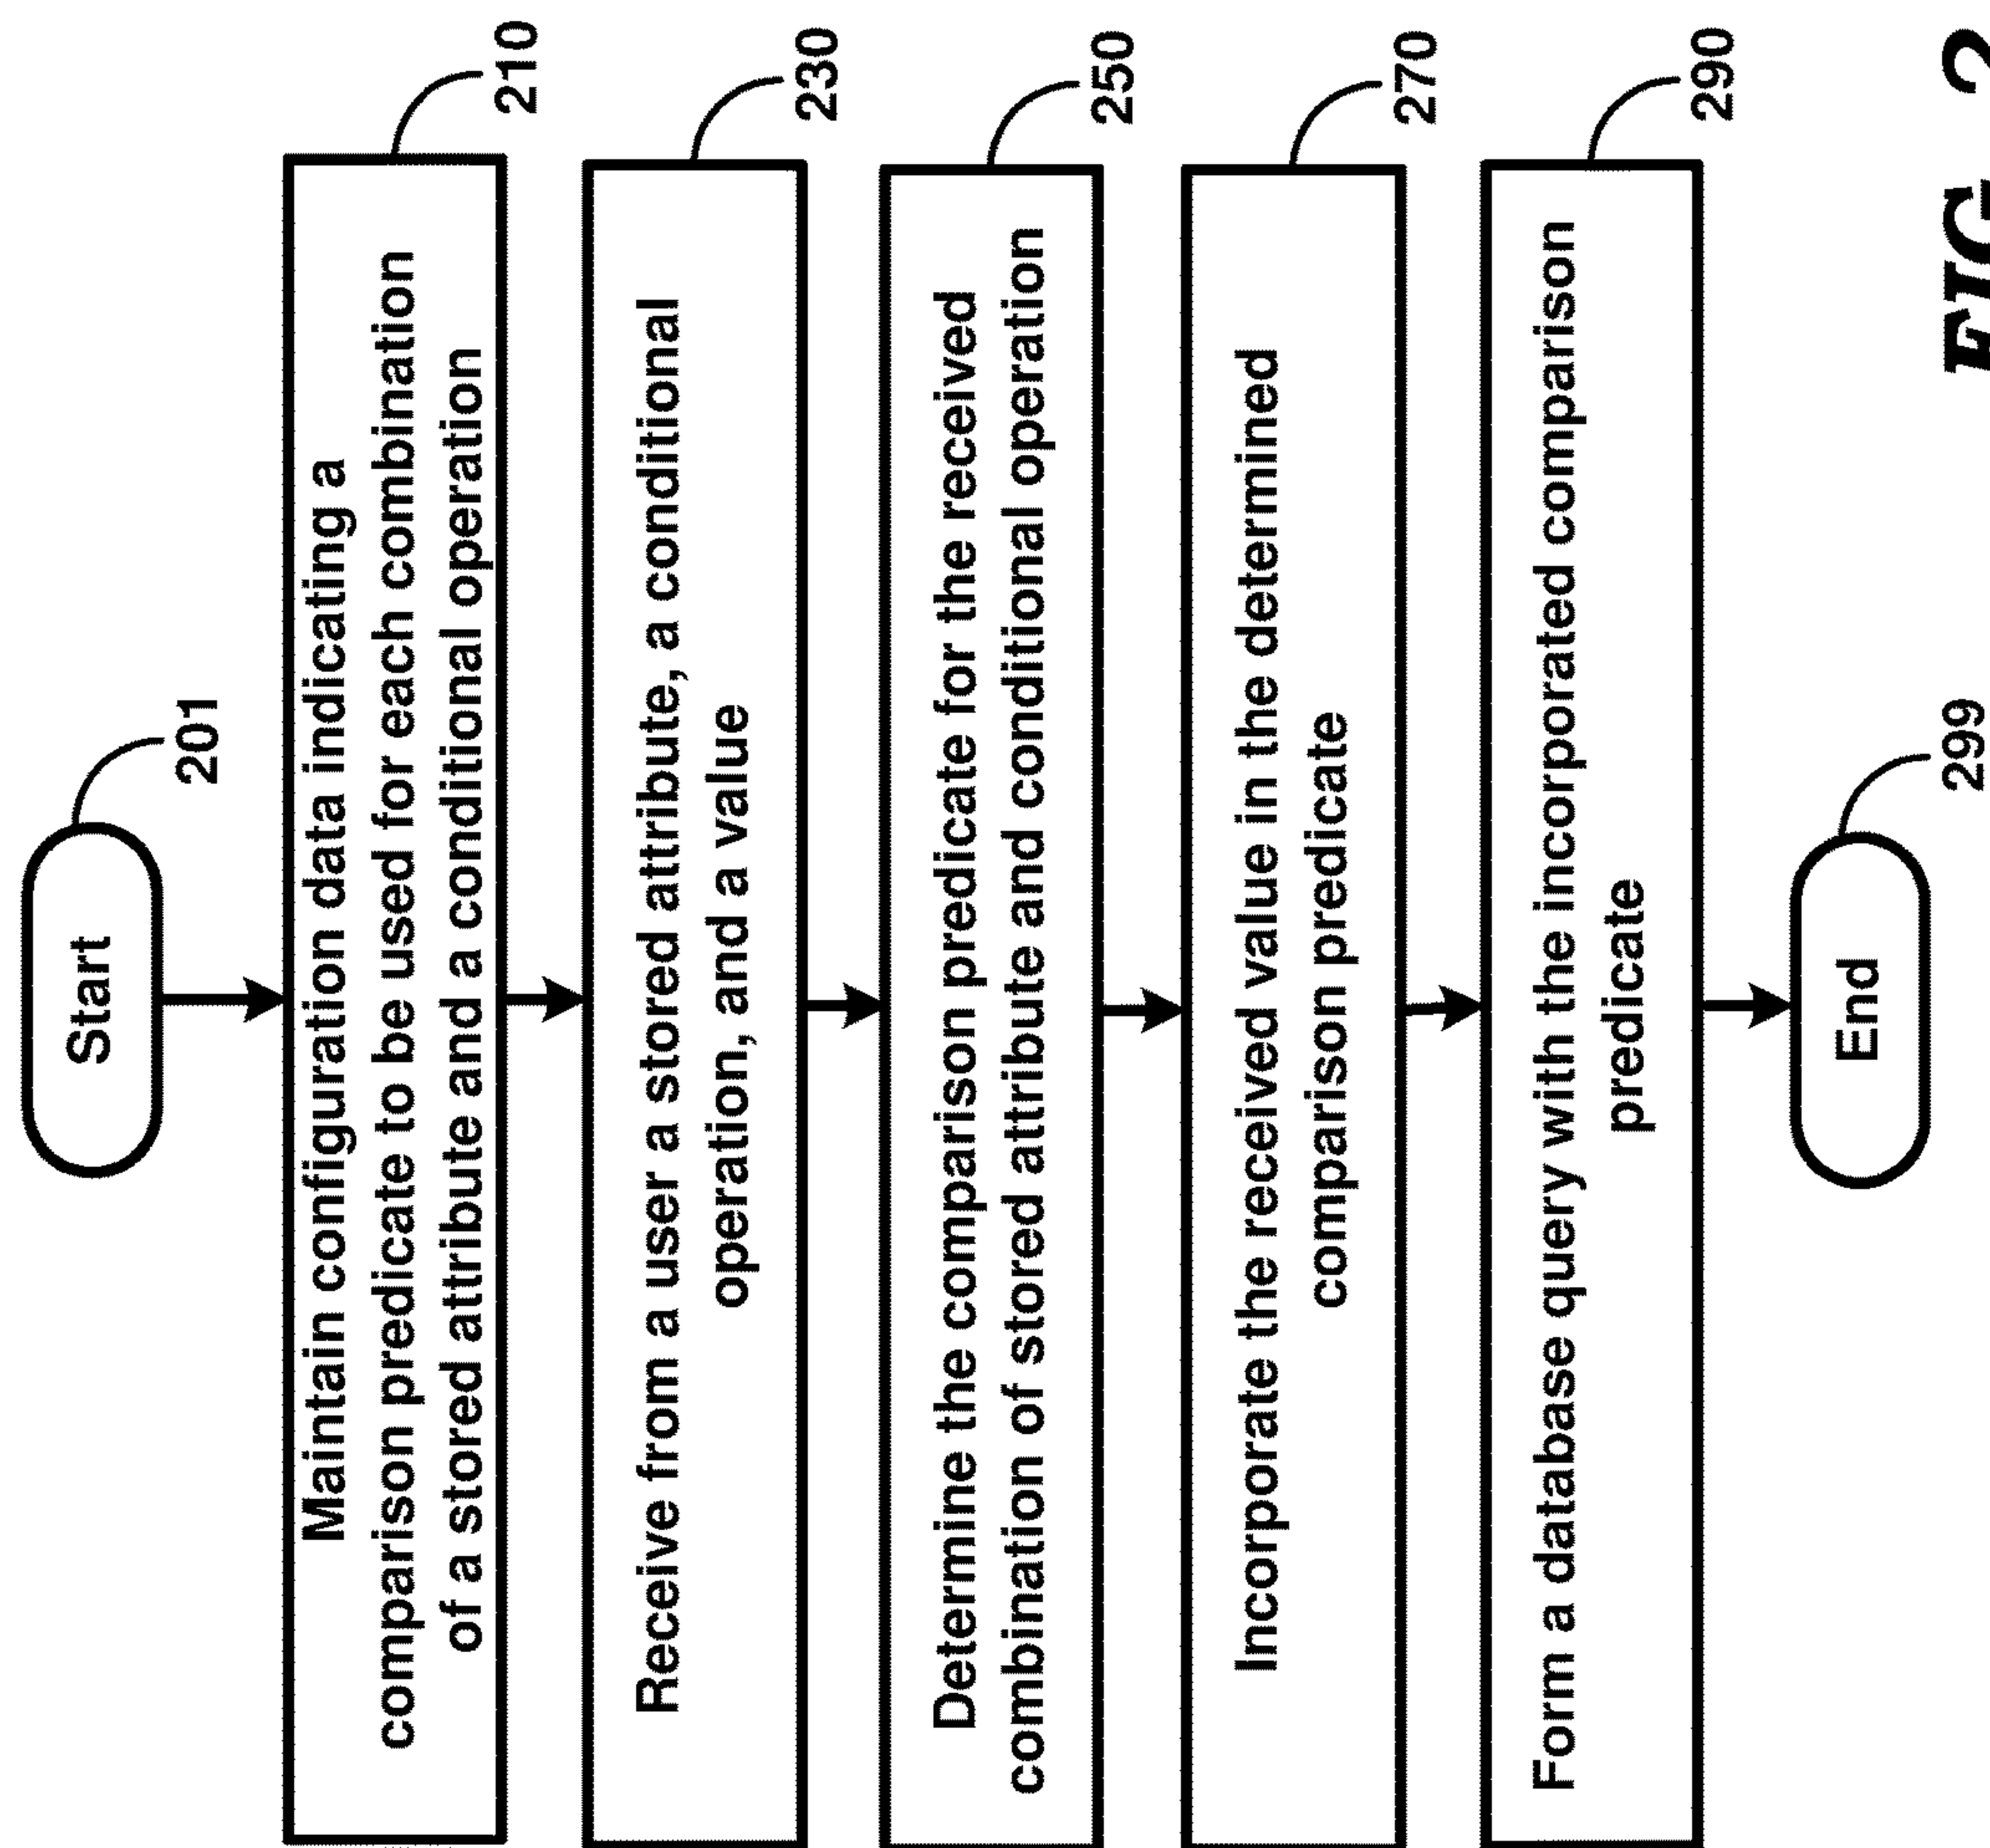 Start
201
Maintain configuration data indicating a
comparison predicate to be used for each combination
of a stored attribute and a conditional operation
210
Receive from a user a stored attribute, a conditional
operation, and a value
230
Determine the comparison predicate for the received
combination of stored attribute and conditional operation
250
Incorporate the received value in the determined
comparison predicate
270
Form a database query with the incorporated comparison
predicate
290
End
299
FIG. 2